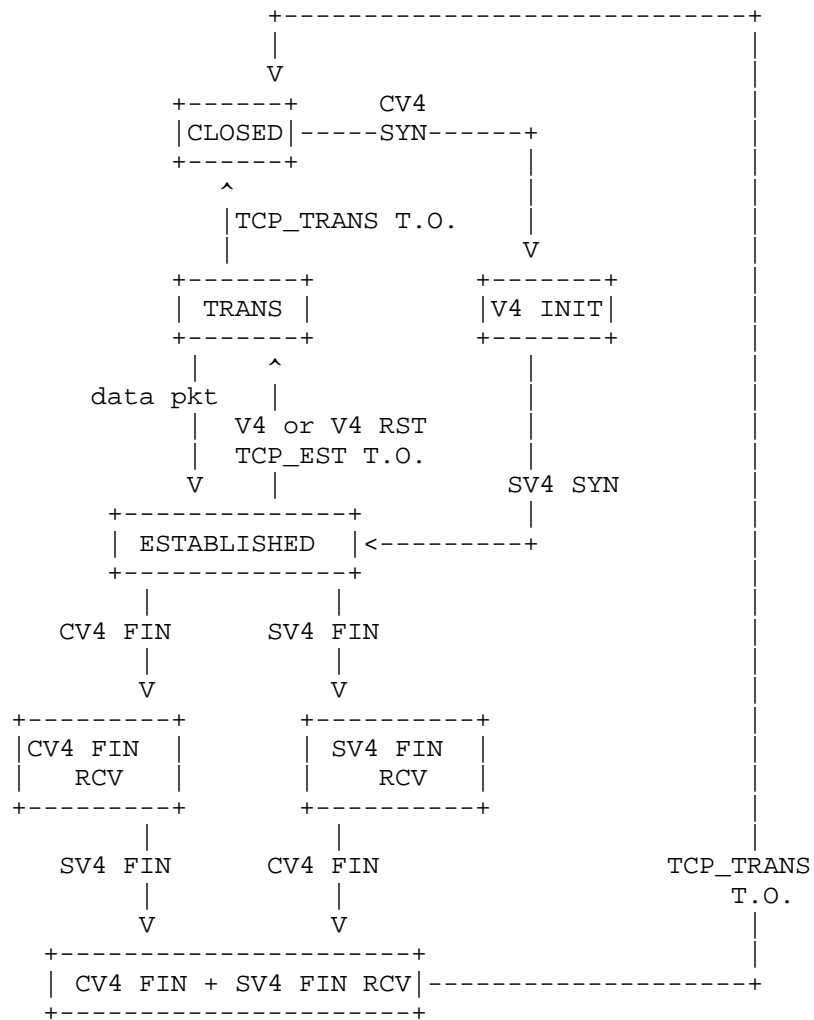 CV4
CLOSED SYN
TCP_TRANS T.O.
TRANS V4 INIT
data pkt
V4 or V4 RST
TCP_EST T.O.
SV4 SYN
ESTABLISHED
CV4 FIN SV4 FIN
CV4 FIN SV4 FIN
RCV RCV
SV4 FIN CV4 FIN TCP_TRANS
T.O.
CV4 FIN + SV4 FIN RCV